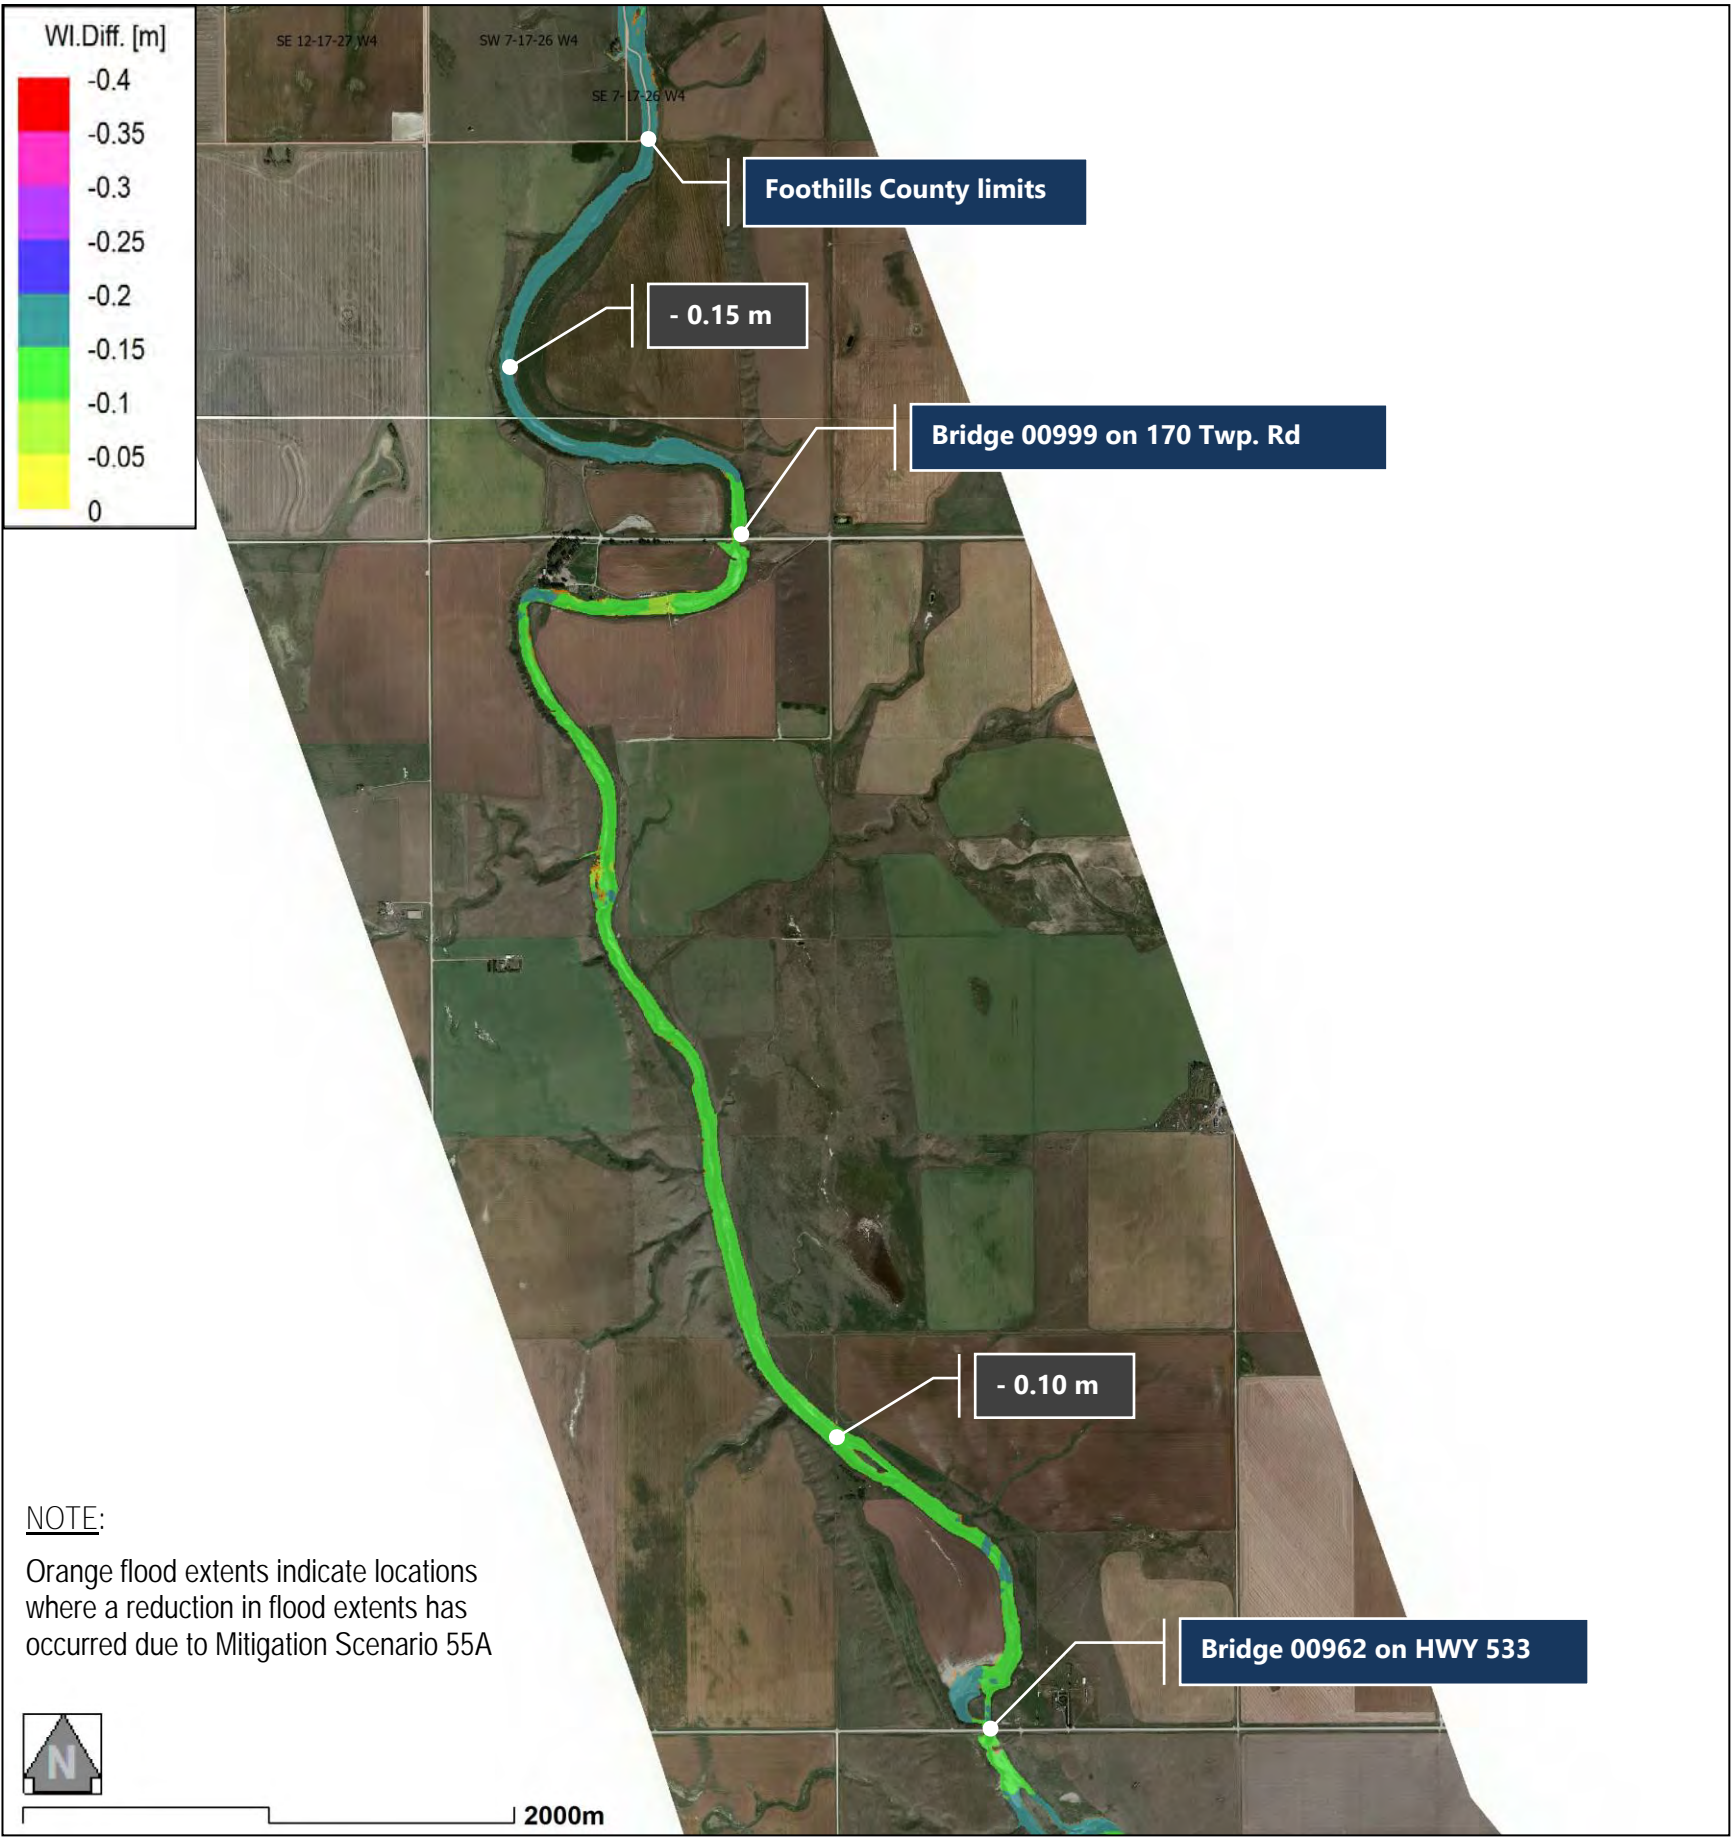 Wl.Diff. [m]
-0.4
-0.35
-0.3
-0.25
-0.2
-0.15
-0.1
-0.05
0
SE 12-17-27 W4
SW 7-17-26 W4
SE 7-17-26 W4
Foothills County limits
- 0.15 m
Bridge 00999 on 170 Twp. Rd
- 0.10 m
Bridge 00962 on HWY 533
NOTE:
Orange flood extents indicate locations
where a reduction in flood extents has
occurred due to Mitigation Scenario 55A
N
2000m